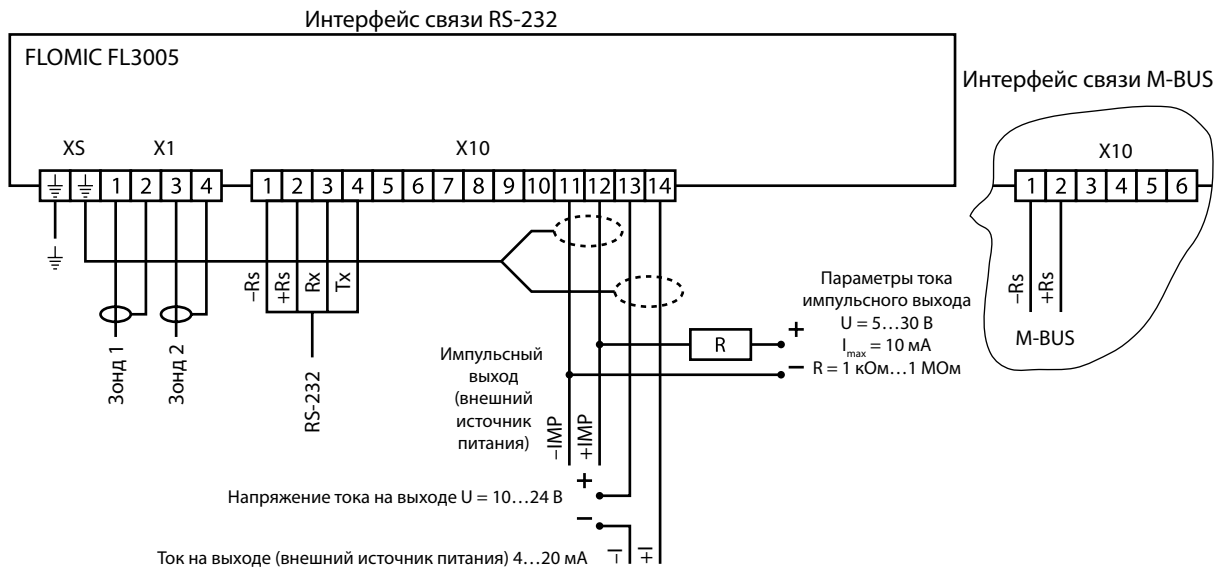 Интерфейс связи RS-232
FLOMIC FL3005
XS X1 X10
1 2 3 4
1 2 3 4 5 6 7 8 9 10 11 12 13 14
–Rs
+Rs
Rx
Tx
Зонд 1
Зонд 2
RS-232
Импульсный
выход
(внешний
источник
питания)
–IMP
+IMP
R
+
–
Параметры тока
импульсного выхода
U = 5…30 В
Imax = 10 мА
R = 1 кОм…1 МОм
Напряжение тока на выходе U = 10…24 В
+
–
Ток на выходе (внешний источник питания) 4…20 мА
–I
+I
Интерфейс связи M-BUS
X10
1 2 3 4 5 6
–Rs
+Rs
M-BUS